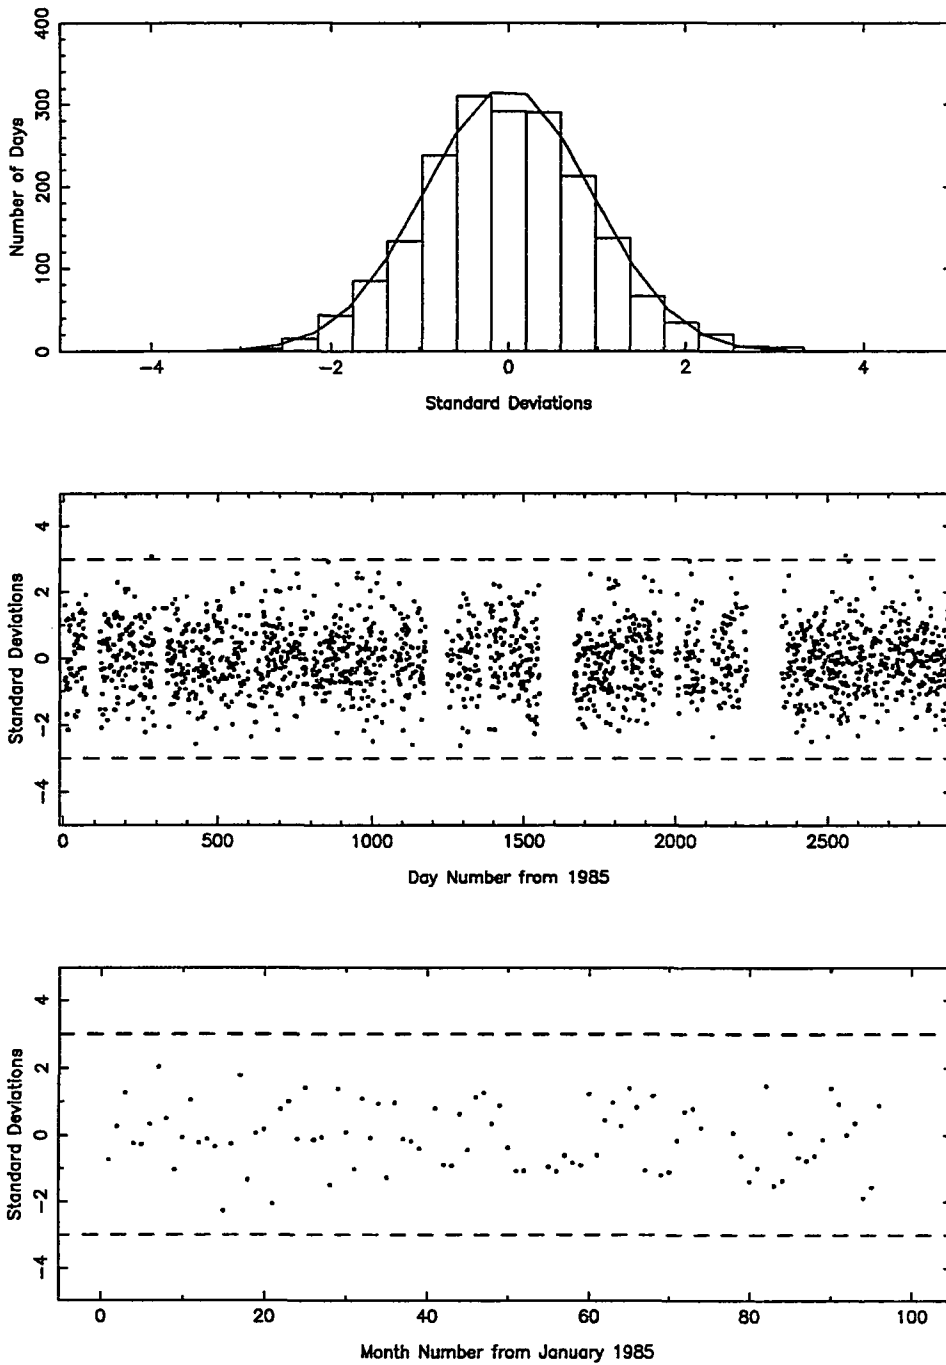 400
300
200
100
0
Number of Days
-4 -2 0 2 4
Standard Deviations
4
2
0
-2
-4
Standard Deviations
0 500 1000 1500 2000 2500
Day Number from 1985
4
2
0
-2
-4
Standard Deviations
0 20 40 60 80 100
Month Number from January 1985